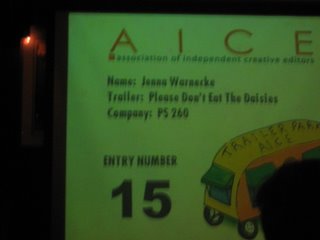 AICE
association of independent creative editors
Name: Jenna Warnecke
Trailer: Please Don't Eat The Daisies
Company: PS 260
ENTRY NUMBER
15
TRAILER PARK
AICE